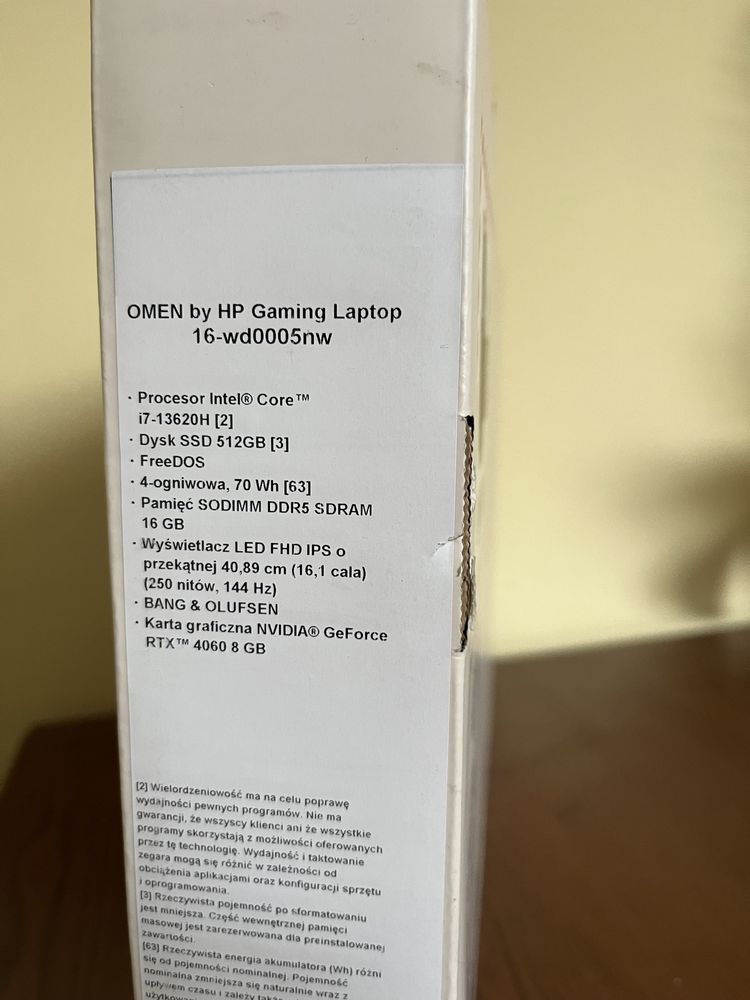 OMEN by HP Gaming Laptop
16-wd0005nw
· Procesor Intel® Core™
i7-13620H [2]
· Dysk SSD 512GB [3]
· FreeDOS
· 4-ogniwowa, 70 Wh [63]
· Pamięć SODIMM DDR5 SDRAM
16 GB
· Wyświetlacz LED FHD IPS o
przekątnej 40,89 cm (16,1 cala)
(250 nitów, 144 Hz)
· BANG & OLUFSEN
· Karta graficzna NVIDIA® GeForce
RTX™ 4060 8 GB
[2] Wielordzeniowość ma na celu poprawę
wydajności pewnych programów. Nie ma
gwarancji, że wszyscy klienci ani że wszystkie
programy skorzystają z możliwości oferowanych
przez tę technologię. Wydajność i taktowanie
zegara mogą się różnić w zależności od
obciążenia aplikacjami oraz konfiguracji sprzętu
i oprogramowania.
[3] Rzeczywista pojemność po sformatowaniu
jest mniejsza. Część wewnętrznej pamięci
masowej jest zarezerwowana dla preinstalowanej
zawartości.
[63] Rzeczywista energia akumulatora (Wh) różni
się od pojemności nominalnej. Pojemność
nominalna zmniejsza się naturalnie wraz z
upływem czasu i zależy także